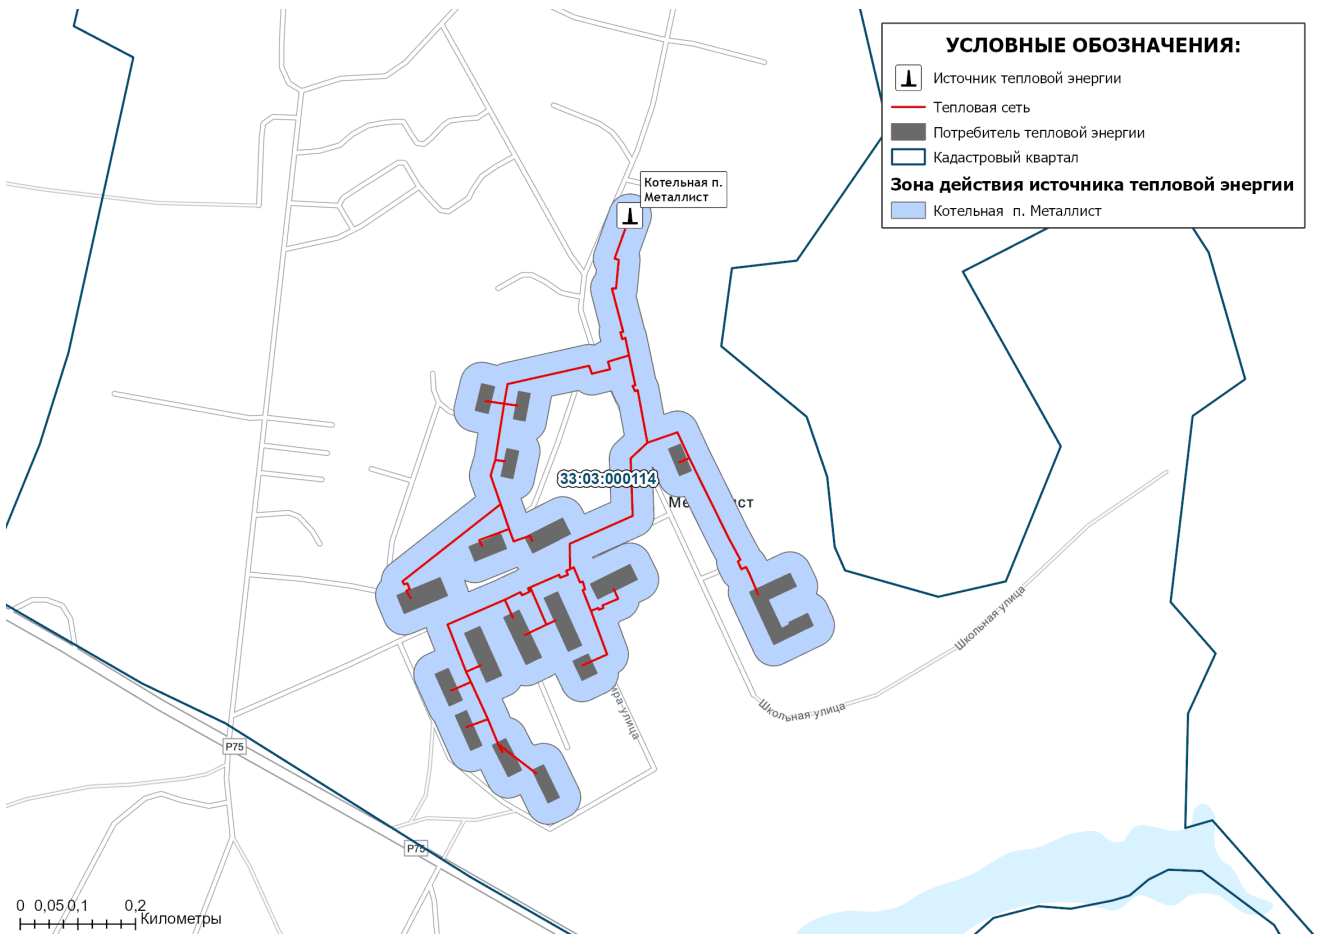 УСЛОВНЫЕ ОБОЗНАЧЕНИЯ:
Источник тепловой энергии
Тепловая сеть
Потребитель тепловой энергии
Кадастровый квартал
Зона действия источника тепловой энергии
Котельная п. Металлист
Котельная п.
Металлист
33:03:000114
Школьная улица
Школьная улица
улица
P75
P75
0 0,05 0,1 0,2
Километры